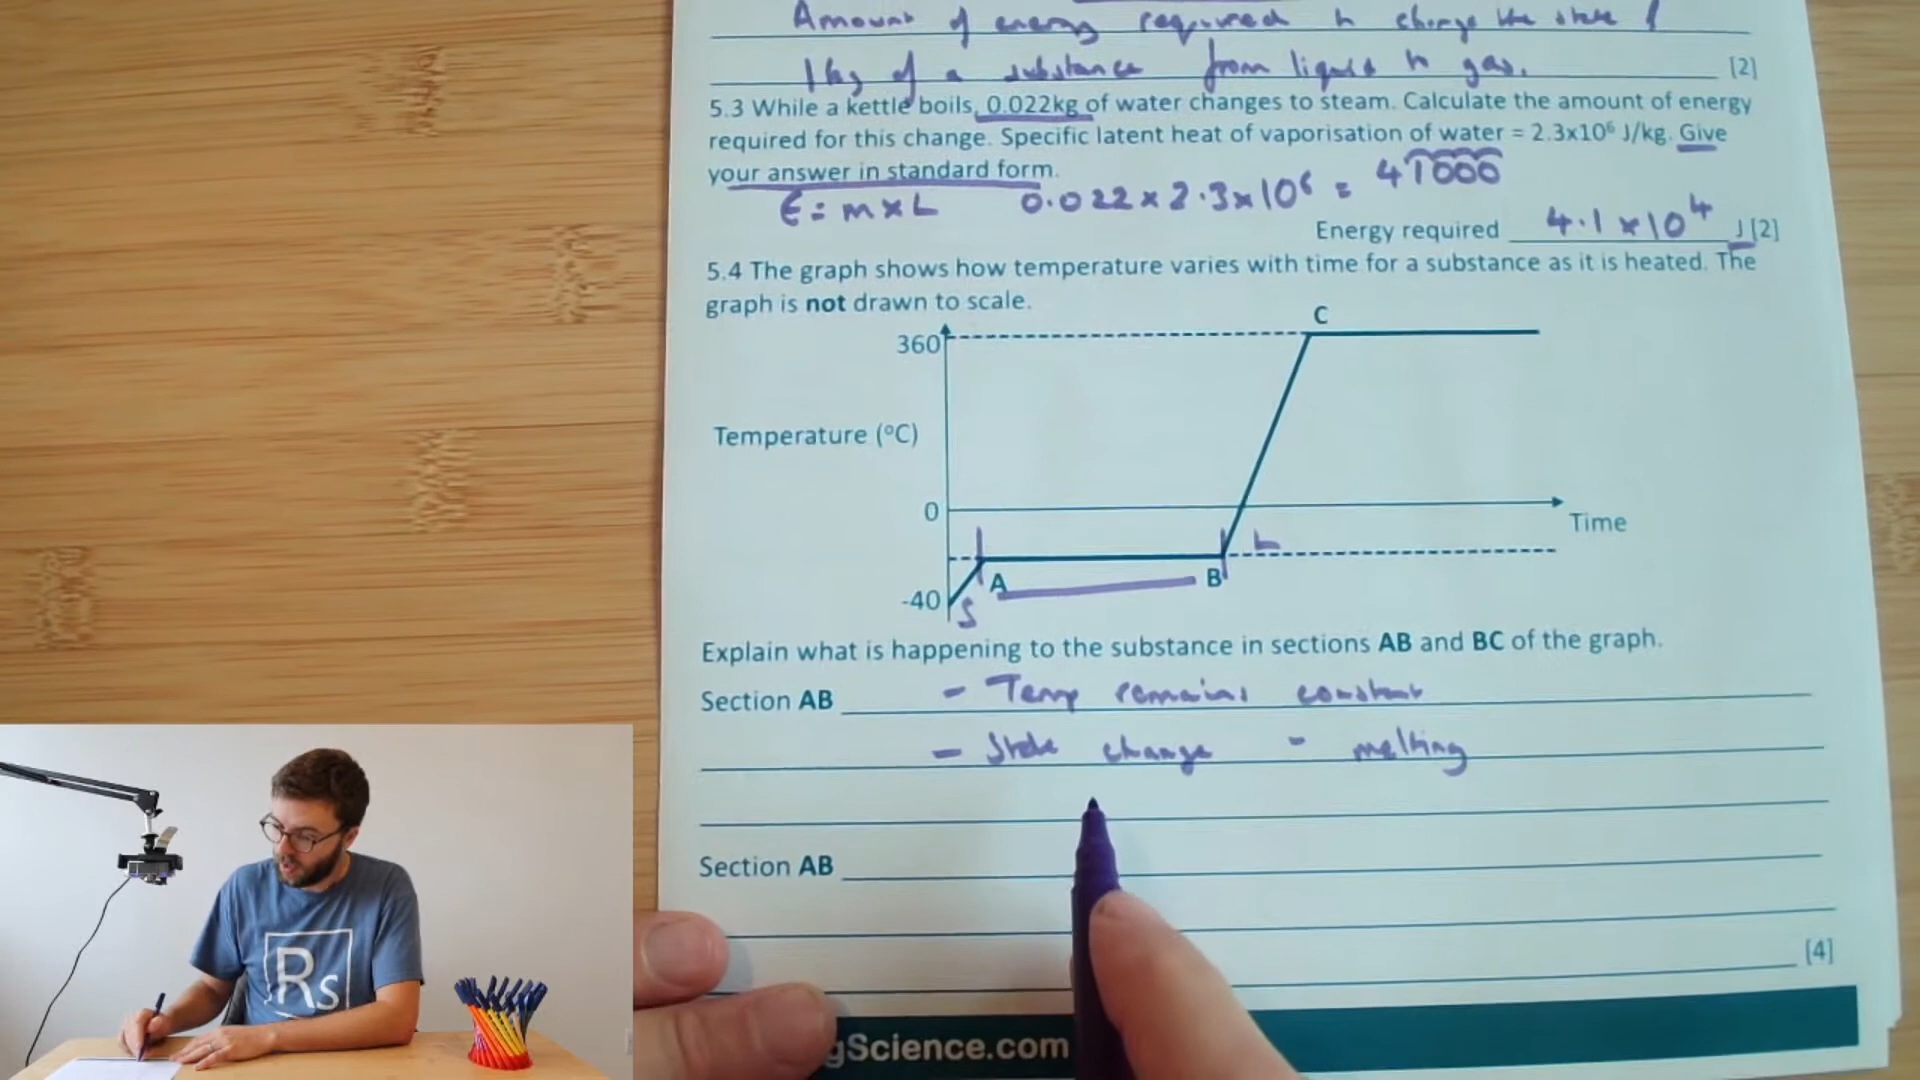 Amount of energy required to change the state of
1kg of a substance from liquid to gas. [2]
5.3 While a kettle boils, 0.022kg of water changes to steam. Calculate the amount of energy
required for this change. Specific latent heat of vaporisation of water = 2.3x10⁶ J/kg. Give
your answer in standard form.
E = m x L 0.022 x 2.3 x 10⁶ = 41000
Energy required 4.1 x 10⁴ J [2]
5.4 The graph shows how temperature varies with time for a substance as it is heated. The
graph is not drawn to scale.
C
360
Temperature (°C)
0
Time
L
A
B
-40
S
Explain what is happening to the substance in sections AB and BC of the graph.
Section AB - Temp remains constant
- State change - melting
Section AB
[4]
gScience.com
Rs